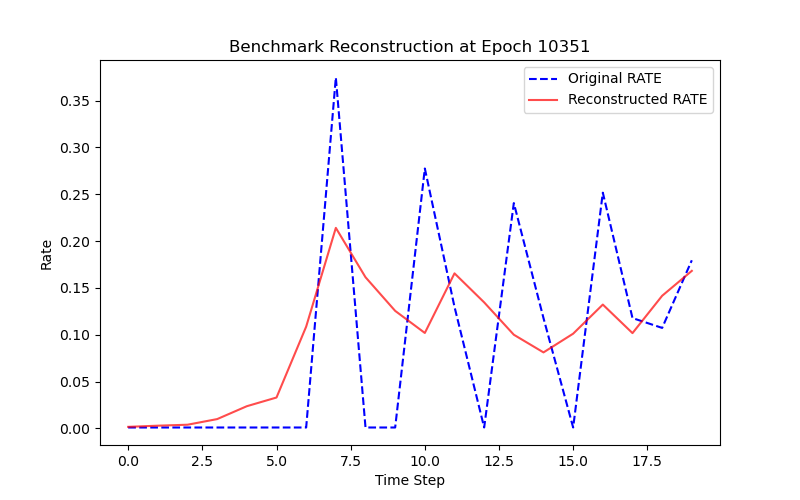 Benchmark Reconstruction at Epoch 10351
Original RATE
Reconstructed RATE
Rate
0.35
0.30
0.25
0.20
0.15
0.10
0.05
0.00
0.0 2.5 5.0 7.5 10.0 12.5 15.0 17.5
Time Step